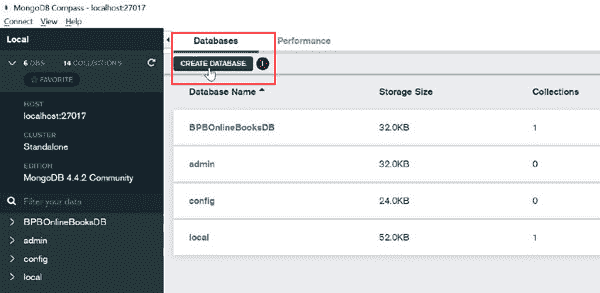 MongoDB Compass - localhost:27017
Connect View Help
Local
6 DBS 14 COLLECTIONS
FAVORITE
HOST
localhost:27017
CLUSTER
Standalone
EDITION
MongoDB 4.4.2 Community
Filter your data
BPBOnlineBooksDB
admin
config
local
Databases Performance
CREATE DATABASE
Database Name Storage Size Collections
BPBOnlineBooksDB 32.0KB 1
admin 32.0KB 0
config 24.0KB 0
local 52.0KB 1